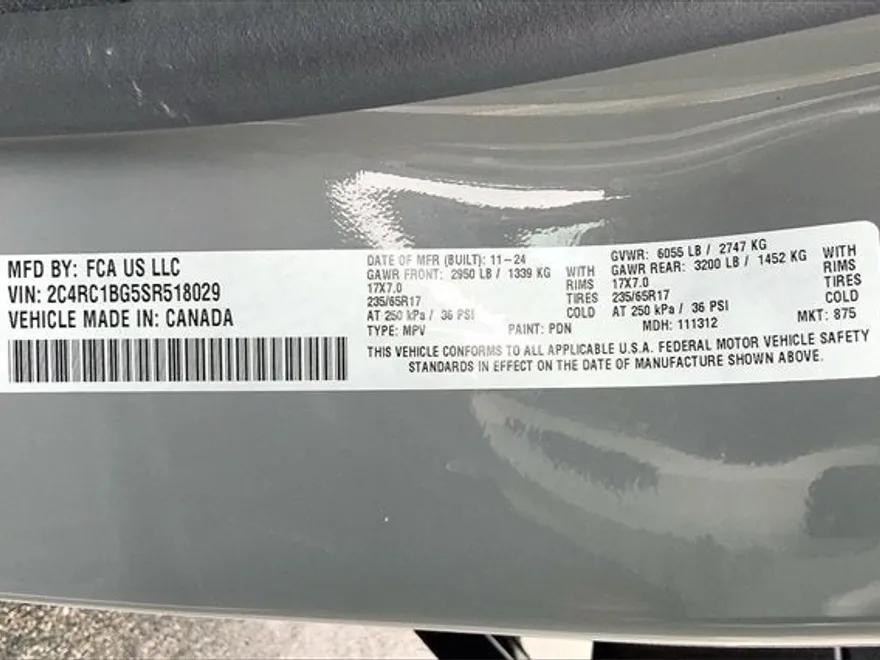 MFD BY: FCA US LLC
VIN: 2C4RC1BG5SR518029
VEHICLE MADE IN: CANADA
DATE OF MFR (BUILT): 11-24
GAWR FRONT: 2950 LB / 1339 KG WITH
17X7.0 RIMS
235/65R17 TIRES
AT 250 kPa / 36 PSI COLD
TYPE: MPV PAINT: PDN
GVWR: 6055 LB / 2747 KG
GAWR REAR: 3200 LB / 1452 KG WITH
17X7.0 RIMS
235/65R17 TIRES
AT 250 kPa / 36 PSI COLD
MDH: 111312 MKT: 875
THIS VEHICLE CONFORMS TO ALL APPLICABLE U.S.A. FEDERAL MOTOR VEHICLE SAFETY
STANDARDS IN EFFECT ON THE DATE OF MANUFACTURE SHOWN ABOVE.